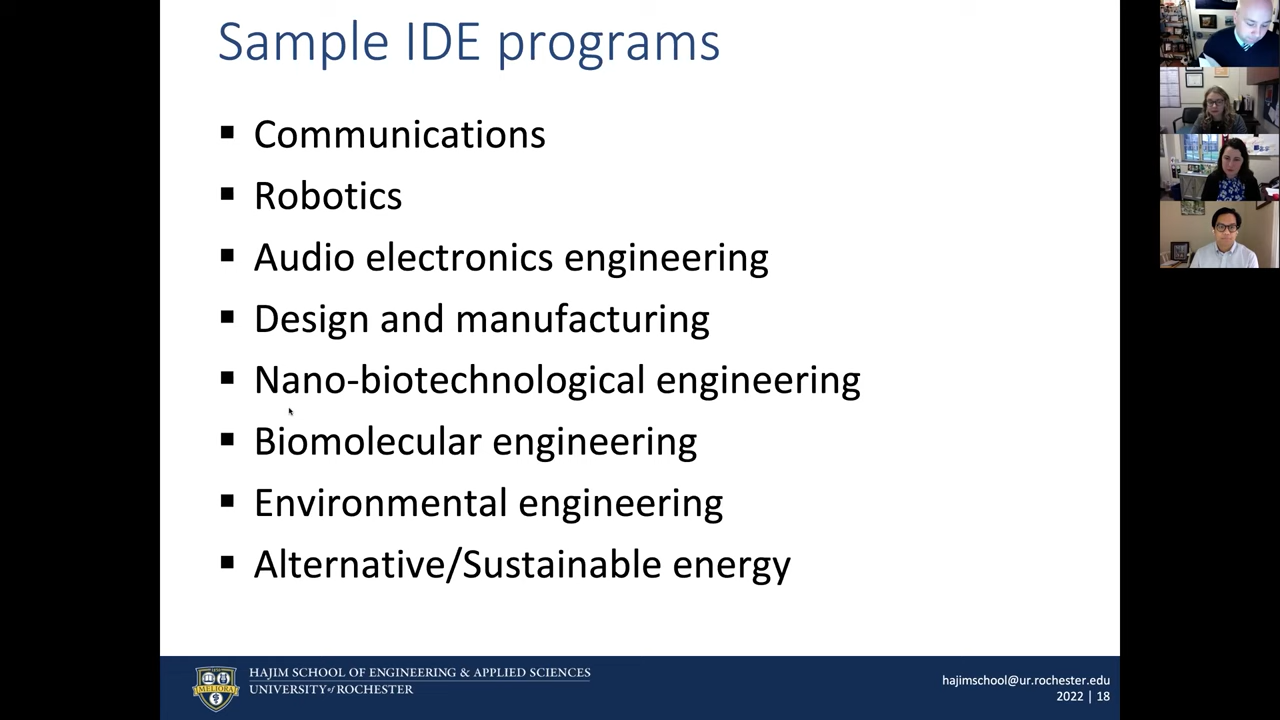 Sample IDE programs
▪ Communications
▪ Robotics
▪ Audio electronics engineering
▪ Design and manufacturing
▪ Nano-biotechnological engineering
▪ Biomolecular engineering
▪ Environmental engineering
▪ Alternative/Sustainable energy
MELIORA
HAJIM SCHOOL OF ENGINEERING & APPLIED SCIENCES
UNIVERSITY of ROCHESTER
hajimschool@ur.rochester.edu
2022 | 18